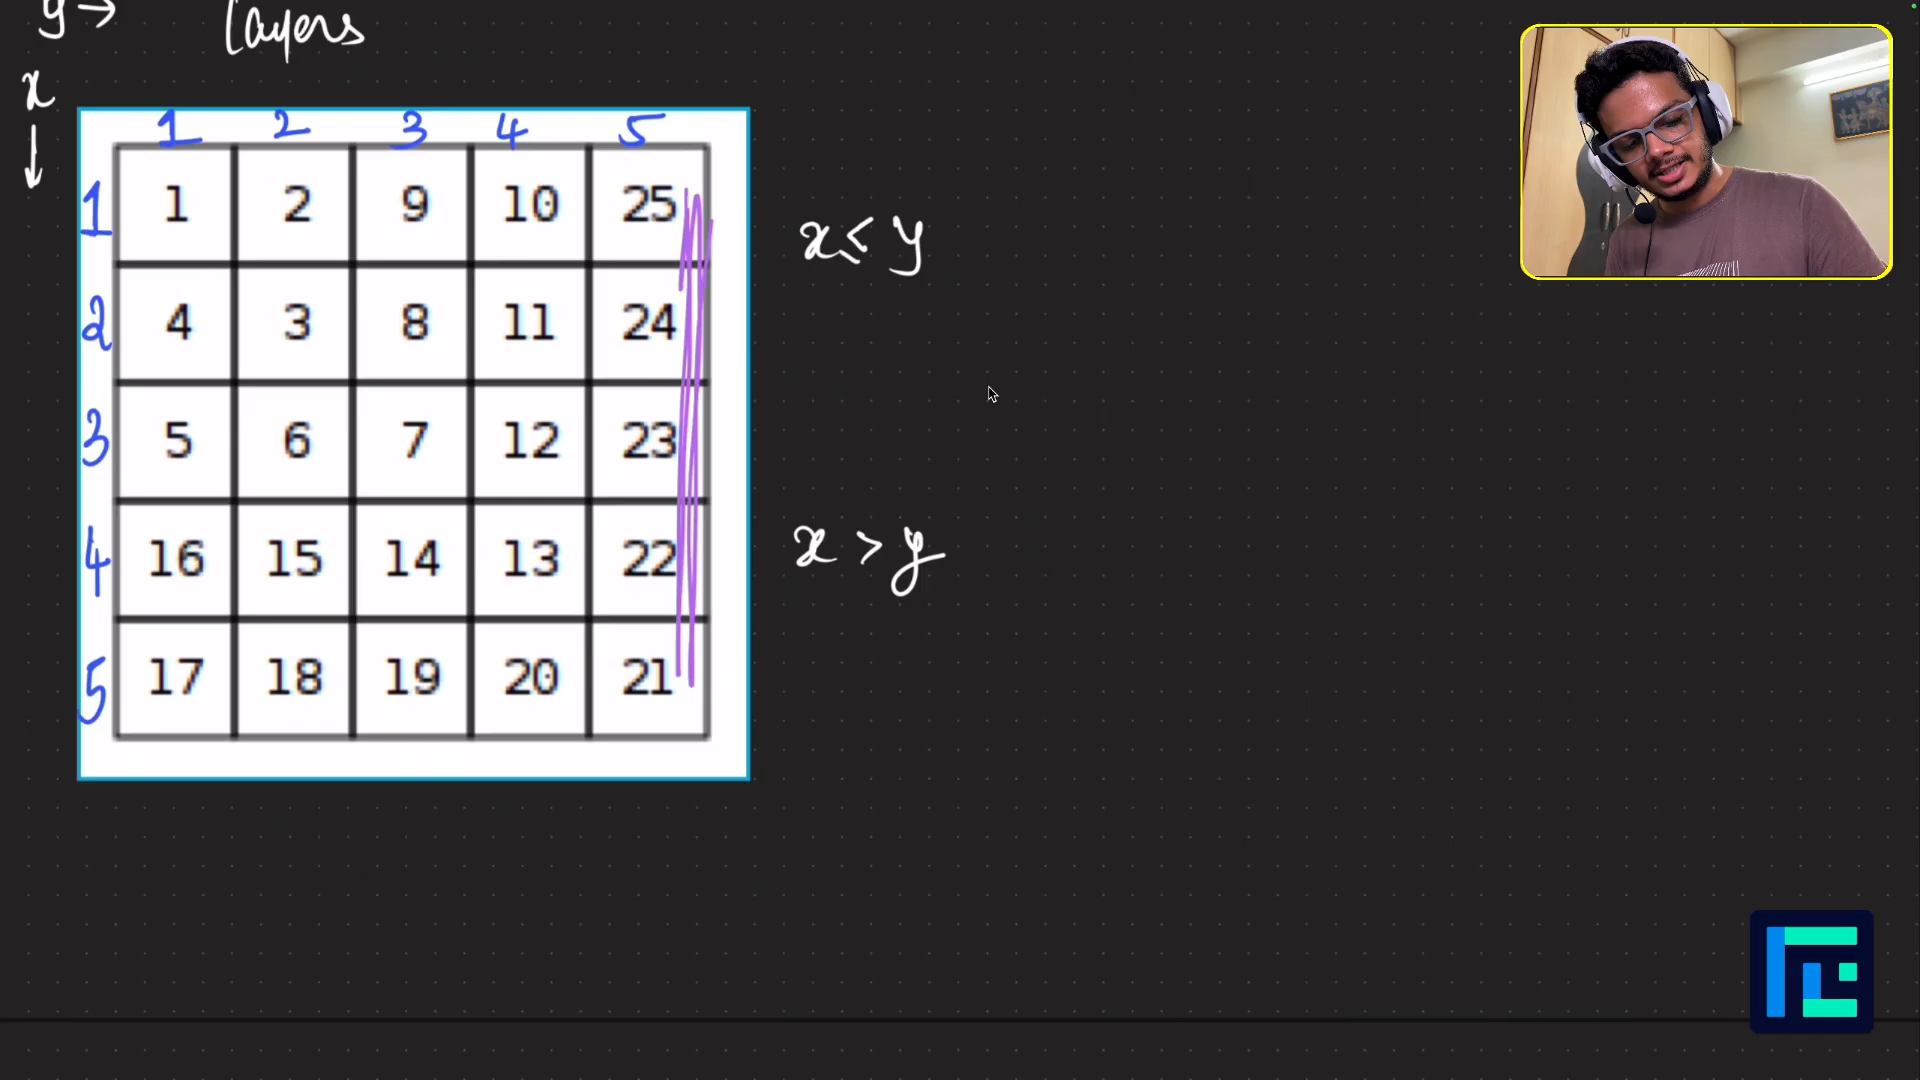 y →
Layers
x
↓
1 2 3 4 5
1 1 2 9 10 25
x ≤ y
2 4 3 8 11 24
3 5 6 7 12 23
4 16 15 14 13 22
x > y
5 17 18 19 20 21